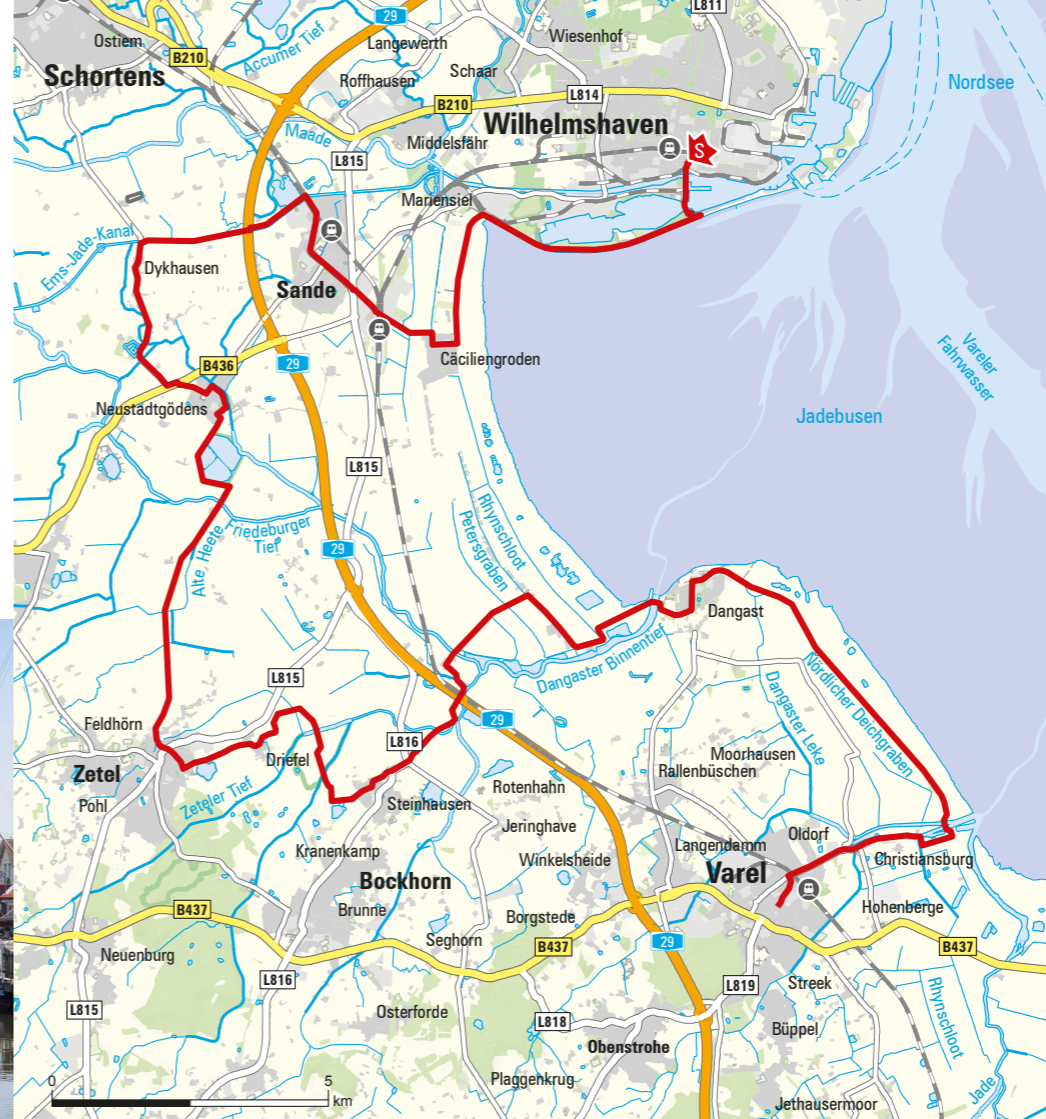 L811
29
Ostiem
Langewerth
Wiesenhof
B210
Accumer Tief
Schortens
Roffhausen
Schaar
Nordsee
B210
L814
Maade
Wilhelmshaven
Middelsfähr
L815
S
Mariensiel
Ems-Jade-Kanal
Dykhausen
Sande
Vareler
Fahrwasser
Cäciliengroden
B436
29
Neustadtgödens
Jadebusen
L815
Rhynschloot
Petersgraben
Friedeburger
Tief
29
Alte Heete
Dangast
Dangaster Binnentief
L815
Nördlicher Deichgraben
Dangaster Leke
Feldhörn
29
L816
Driefel
Moorhausen
Zetel
Rallenbüschen
Zeteler Tief
Rotenhahn
Pohl
Steinhausen
Jeringhave
Oldorf
Langendamm
Kranenkamp
Winkelsheide
Christiansburg
Varel
Bockhorn
B437
Brunne
Borgstede
Hohenberge
Seghorn
29
B437
B437
Neuenburg
L816
L819
Streek
Rhynschloot
L815
Osterforde
L818
Büppel
Obenstrohe
Plaggenkrug
Jade
0
5
km
Jethausermoor